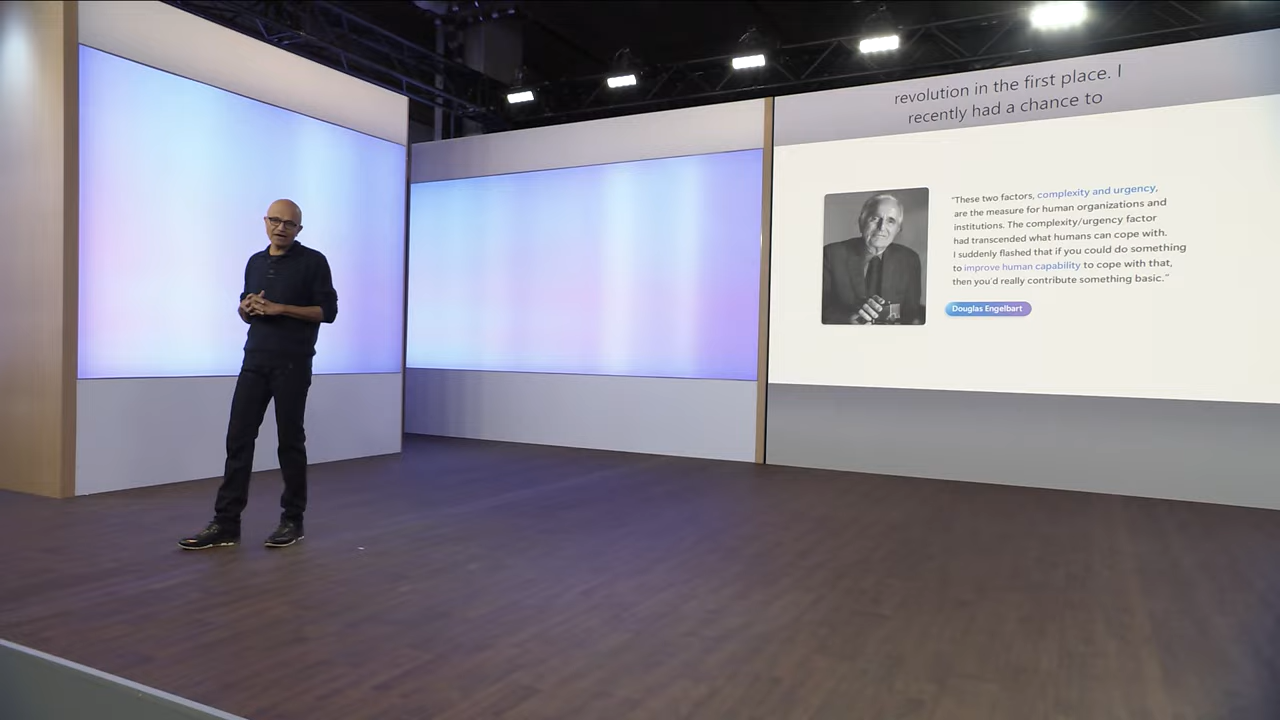 revolution in the first place. I
recently had a chance to
"These two factors, complexity and urgency,
are the measure for human organizations and
institutions. The complexity/urgency factor
had transcended what humans can cope with.
I suddenly flashed that if you could do something
to improve human capability to cope with that,
then you'd really contribute something basic."
Douglas Engelbart